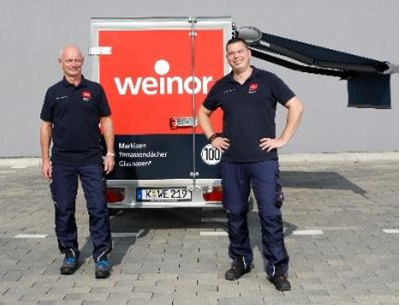 weinor
Markisen
Terrassendächer
Glasoasen®
100
K WE 219